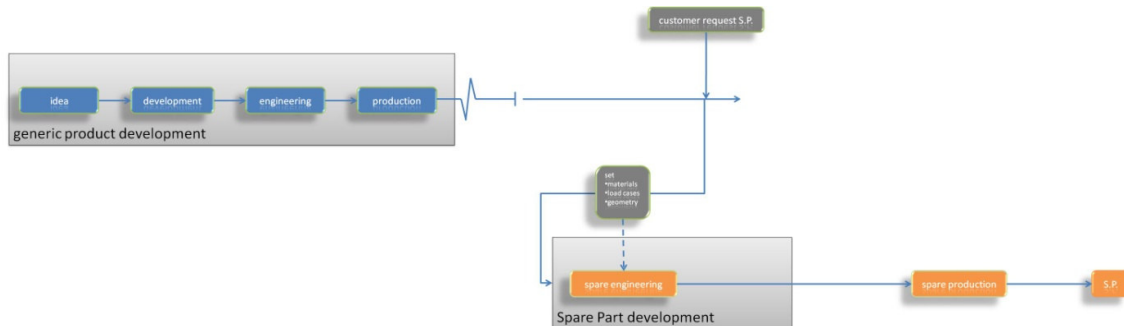 customer request S.P.
idea
development
engineering
production
generic product development
set
•materials
•load cases
•geometry
spare engineering
spare production
S.P.
Spare Part development